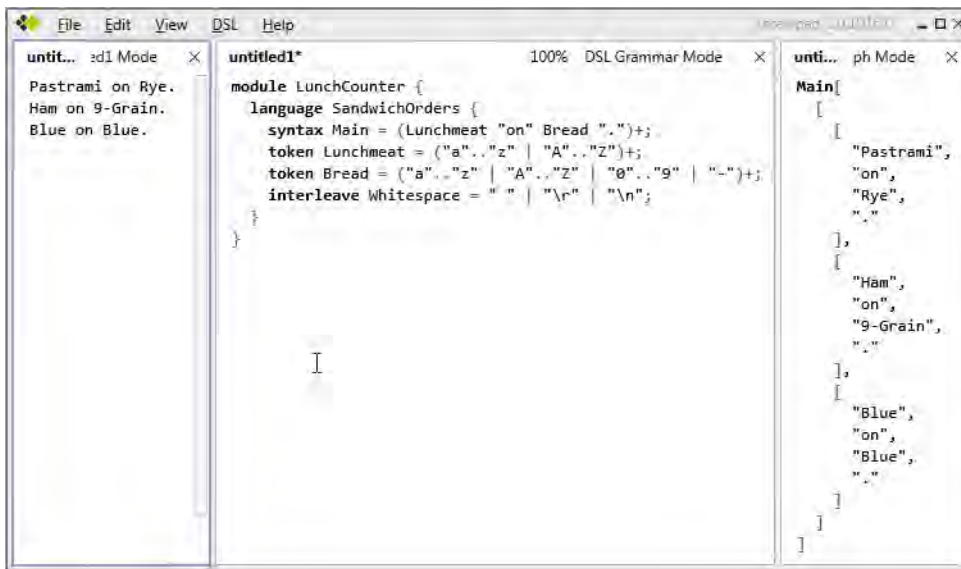 File Edit View DSL Help
untit... ed1 Mode ×
Pastrami on Rye.
Ham on 9-Grain.
Blue on Blue.
untitled1* 100% DSL Grammar Mode ×
module LunchCounter {
language SandwichOrders {
syntax Main = (Lunchmeat "on" Bread ".")+;
token Lunchmeat = ("a".."z" | "A".."Z")+;
token Bread = ("a".."z" | "A".."Z" | "0".."9" | "-")+;
interleave Whitespace = " " | "\r" | "\n";
}
}
unti... ph Mode ×
Main[
[
[
"Pastrami",
"on",
"Rye",
"."
],
[
"Ham",
"on",
"9-Grain",
"."
],
[
"Blue",
"on",
"Blue",
"."
]
]
]